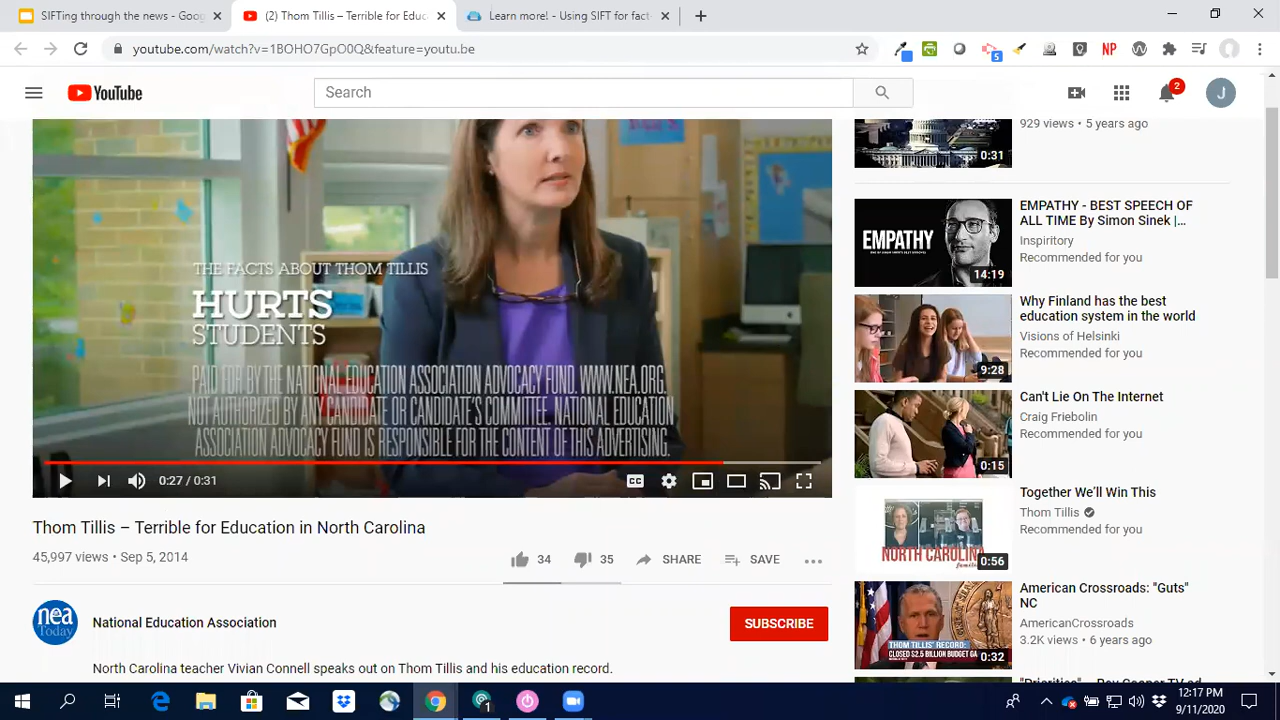 SIFTing through the news - Goog
(2) Thom Tillis – Terrible for Educ
Learn more! - Using SIFT for fact-
youtube.com/watch?v=1BOHO7GpO0Q&feature=youtu.be
5
NP
YouTube
Search
2
J
THE FACTS ABOUT THOM TILLIS
HURTS
STUDENTS
PAID FOR BY THE NATIONAL EDUCATION ASSOCIATION ADVOCACY FUND. WWW.NEA.ORG.
NOT AUTHORIZED BY ANY CANDIDATE OR CANDIDATE'S COMMITTEE. NATIONAL EDUCATION
ASSOCIATION ADVOCACY FUND IS RESPONSIBLE FOR THE CONTENT OF THIS ADVERTISING.
0:27 / 0:31
CC
Thom Tillis – Terrible for Education in North Carolina
45,997 views • Sep 5, 2014
34
35
SHARE
SAVE
nea
Today
National Education Association
SUBSCRIBE
North Carolina teacher Vivian Connell speaks out on Thom Tillis and his education record.
929 views • 5 years ago
0:31
EMPATHY - BEST SPEECH OF
ALL TIME By Simon Sinek |...
Inspiritory
Recommended for you
EMPATHY
14:19
Why Finland has the best
education system in the world
Visions of Helsinki
Recommended for you
9:28
Can't Lie On The Internet
Craig Friebolin
Recommended for you
0:15
Together We'll Win This
Thom Tillis
Recommended for you
NORTH CAROLINA
families
0:56
American Crossroads: "Guts"
NC
AmericanCrossroads
3.2K views • 6 years ago
THOM TILLIS' RECORD:
CLOSED $2.5 BILLION BUDGET GA
0:32
12:17 PM
9/11/2020